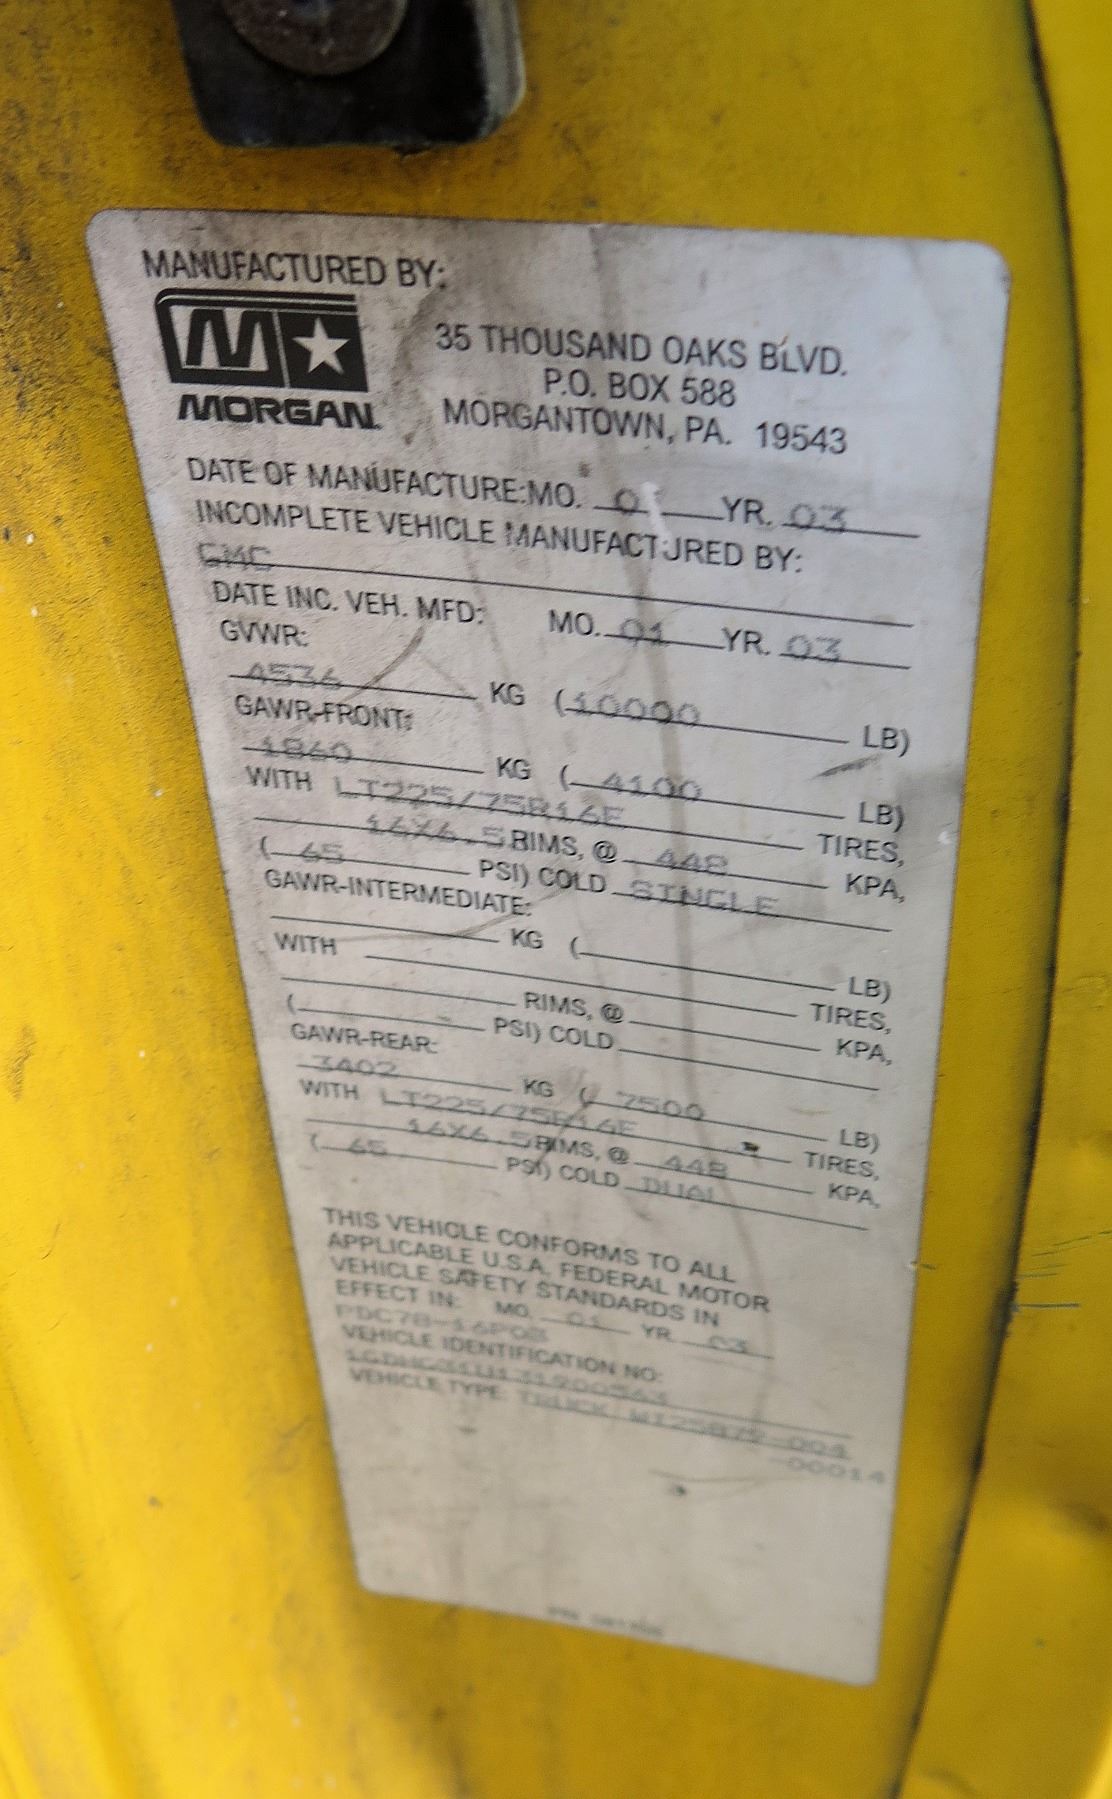 MANUFACTURED BY:
MORGAN
35 THOUSAND OAKS BLVD.
P.O. BOX 588
MORGANTOWN, PA. 19543
DATE OF MANUFACTURE:MO. 01 YR. 03
INCOMPLETE VEHICLE MANUFACTURED BY:
GMC
DATE INC. VEH. MFD: MO. 01 YR. 03
GVWR:
4536 KG (10000 LB)
GAWR-FRONT:
1860 KG (4100 LB)
WITH LT225/75R16E TIRES,
16X6.5 RIMS, @ 448 KPA,
(65 PSI) COLD SINGLE
GAWR-INTERMEDIATE:
KG ( LB)
WITH TIRES,
RIMS, @ KPA,
( PSI) COLD
GAWR-REAR:
3402 KG (7500 LB)
WITH LT225/75R16E TIRES,
16X6.5 RIMS, @ 448 KPA,
(65 PSI) COLD DUAL
THIS VEHICLE CONFORMS TO ALL
APPLICABLE U.S.A. FEDERAL MOTOR
VEHICLE SAFETY STANDARDS IN
EFFECT IN: MO. 01 YR. 03
VEHICLE IDENTIFICATION NO:
VEHICLE TYPE: TRUCK
-00014